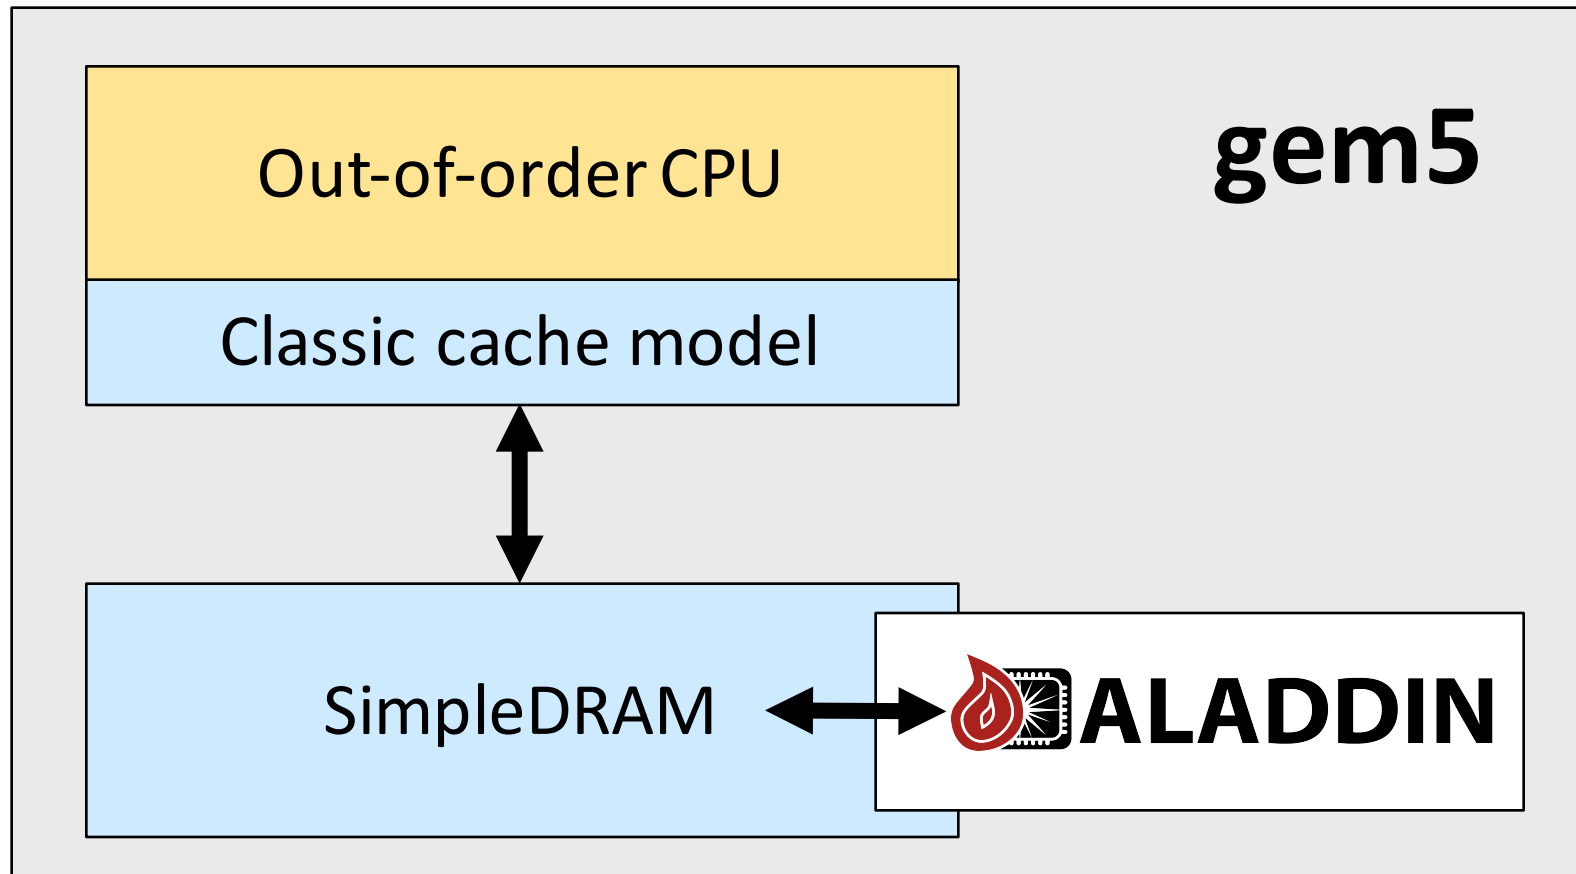 Out-of-order CPU
gem5
Classic cache model
SimpleDRAM
ALADDIN